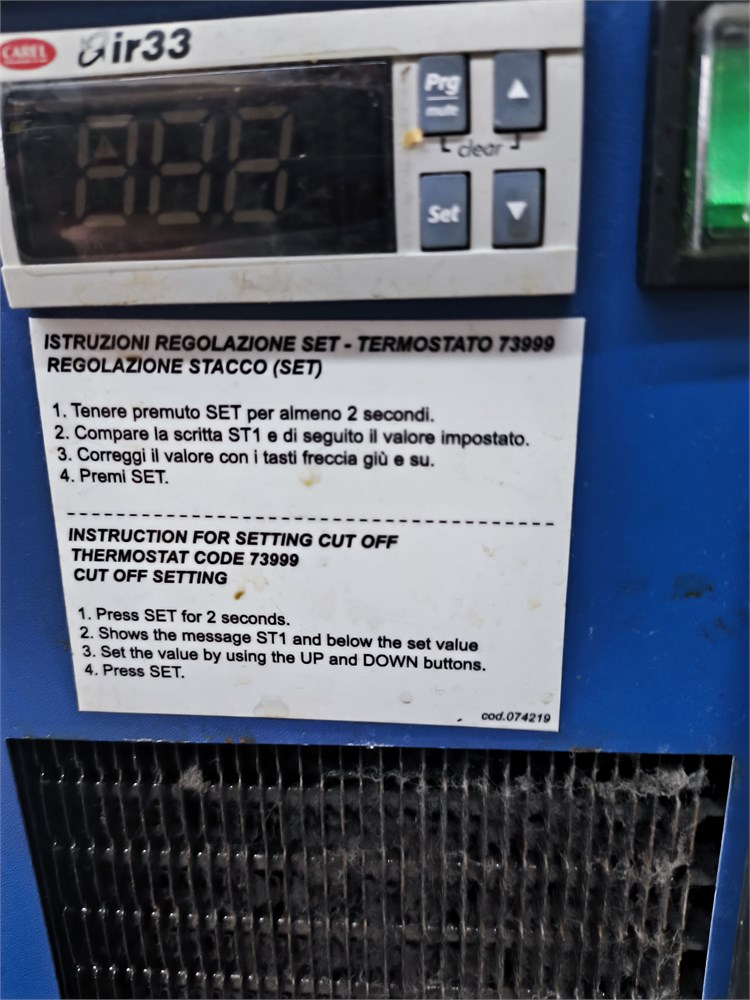 CAREL ir33
Prg
mute
clear
Set
ISTRUZIONI REGOLAZIONE SET - TERMOSTATO 73999
REGOLAZIONE STACCO (SET)
1. Tenere premuto SET per almeno 2 secondi.
2. Compare la scritta ST1 e di seguito il valore impostato.
3. Correggi il valore con i tasti freccia giù e su.
4. Premi SET.
INSTRUCTION FOR SETTING CUT OFF
THERMOSTAT CODE 73999
CUT OFF SETTING
1. Press SET for 2 seconds.
2. Shows the message ST1 and below the set value
3. Set the value by using the UP and DOWN buttons.
4. Press SET.
cod.074219